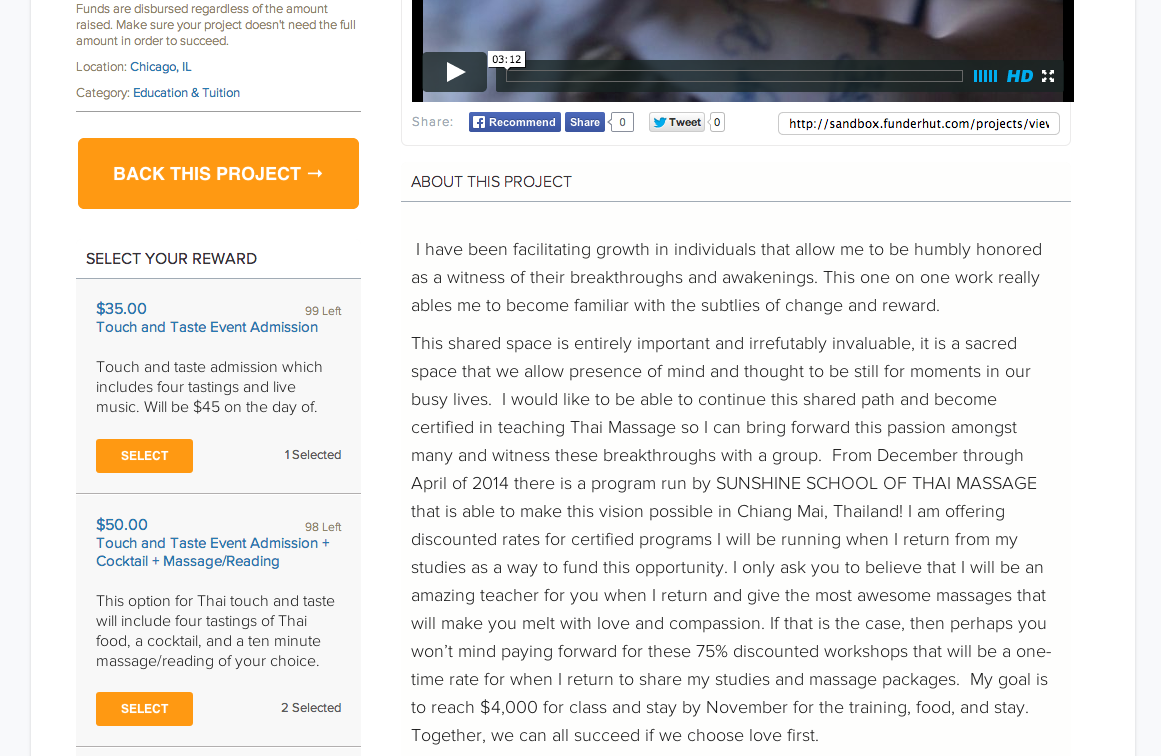 Funds are disbursed regardless of the amount
raised. Make sure your project doesn't need the full
amount in order to succeed.
Location: Chicago, IL
Category: Education & Tuition
BACK THIS PROJECT →
SELECT YOUR REWARD
$35.00
99 Left
Touch and Taste Event Admission
Touch and taste admission which
includes four tastings and live
music. Will be $45 on the day of.
SELECT
1 Selected
$50.00
98 Left
Touch and Taste Event Admission +
Cocktail + Massage/Reading
This option for Thai touch and taste
will include four tastings of Thai
food, a cocktail, and a ten minute
massage/reading of your choice.
SELECT
2 Selected
03:12
HD
Share:
Recommend
Share
0
Tweet
0
http://sandbox.funderhut.com/projects/view
ABOUT THIS PROJECT
I have been facilitating growth in individuals that allow me to be humbly honored
as a witness of their breakthroughs and awakenings. This one on one work really
ables me to become familiar with the subtlies of change and reward.
This shared space is entirely important and irrefutably invaluable, it is a sacred
space that we allow presence of mind and thought to be still for moments in our
busy lives.  I would like to be able to continue this shared path and become
certified in teaching Thai Massage so I can bring forward this passion amongst
many and witness these breakthroughs with a group.  From December through
April of 2014 there is a program run by SUNSHINE SCHOOL OF THAI MASSAGE
that is able to make this vision possible in Chiang Mai, Thailand! I am offering
discounted rates for certified programs I will be running when I return from my
studies as a way to fund this opportunity. I only ask you to believe that I will be an
amazing teacher for you when I return and give the most awesome massages that
will make you melt with love and compassion. If that is the case, then perhaps you
won't mind paying forward for these 75% discounted workshops that will be a one-
time rate for when I return to share my studies and massage packages.  My goal is
to reach $4,000 for class and stay by November for the training, food, and stay.
Together, we can all succeed if we choose love first.